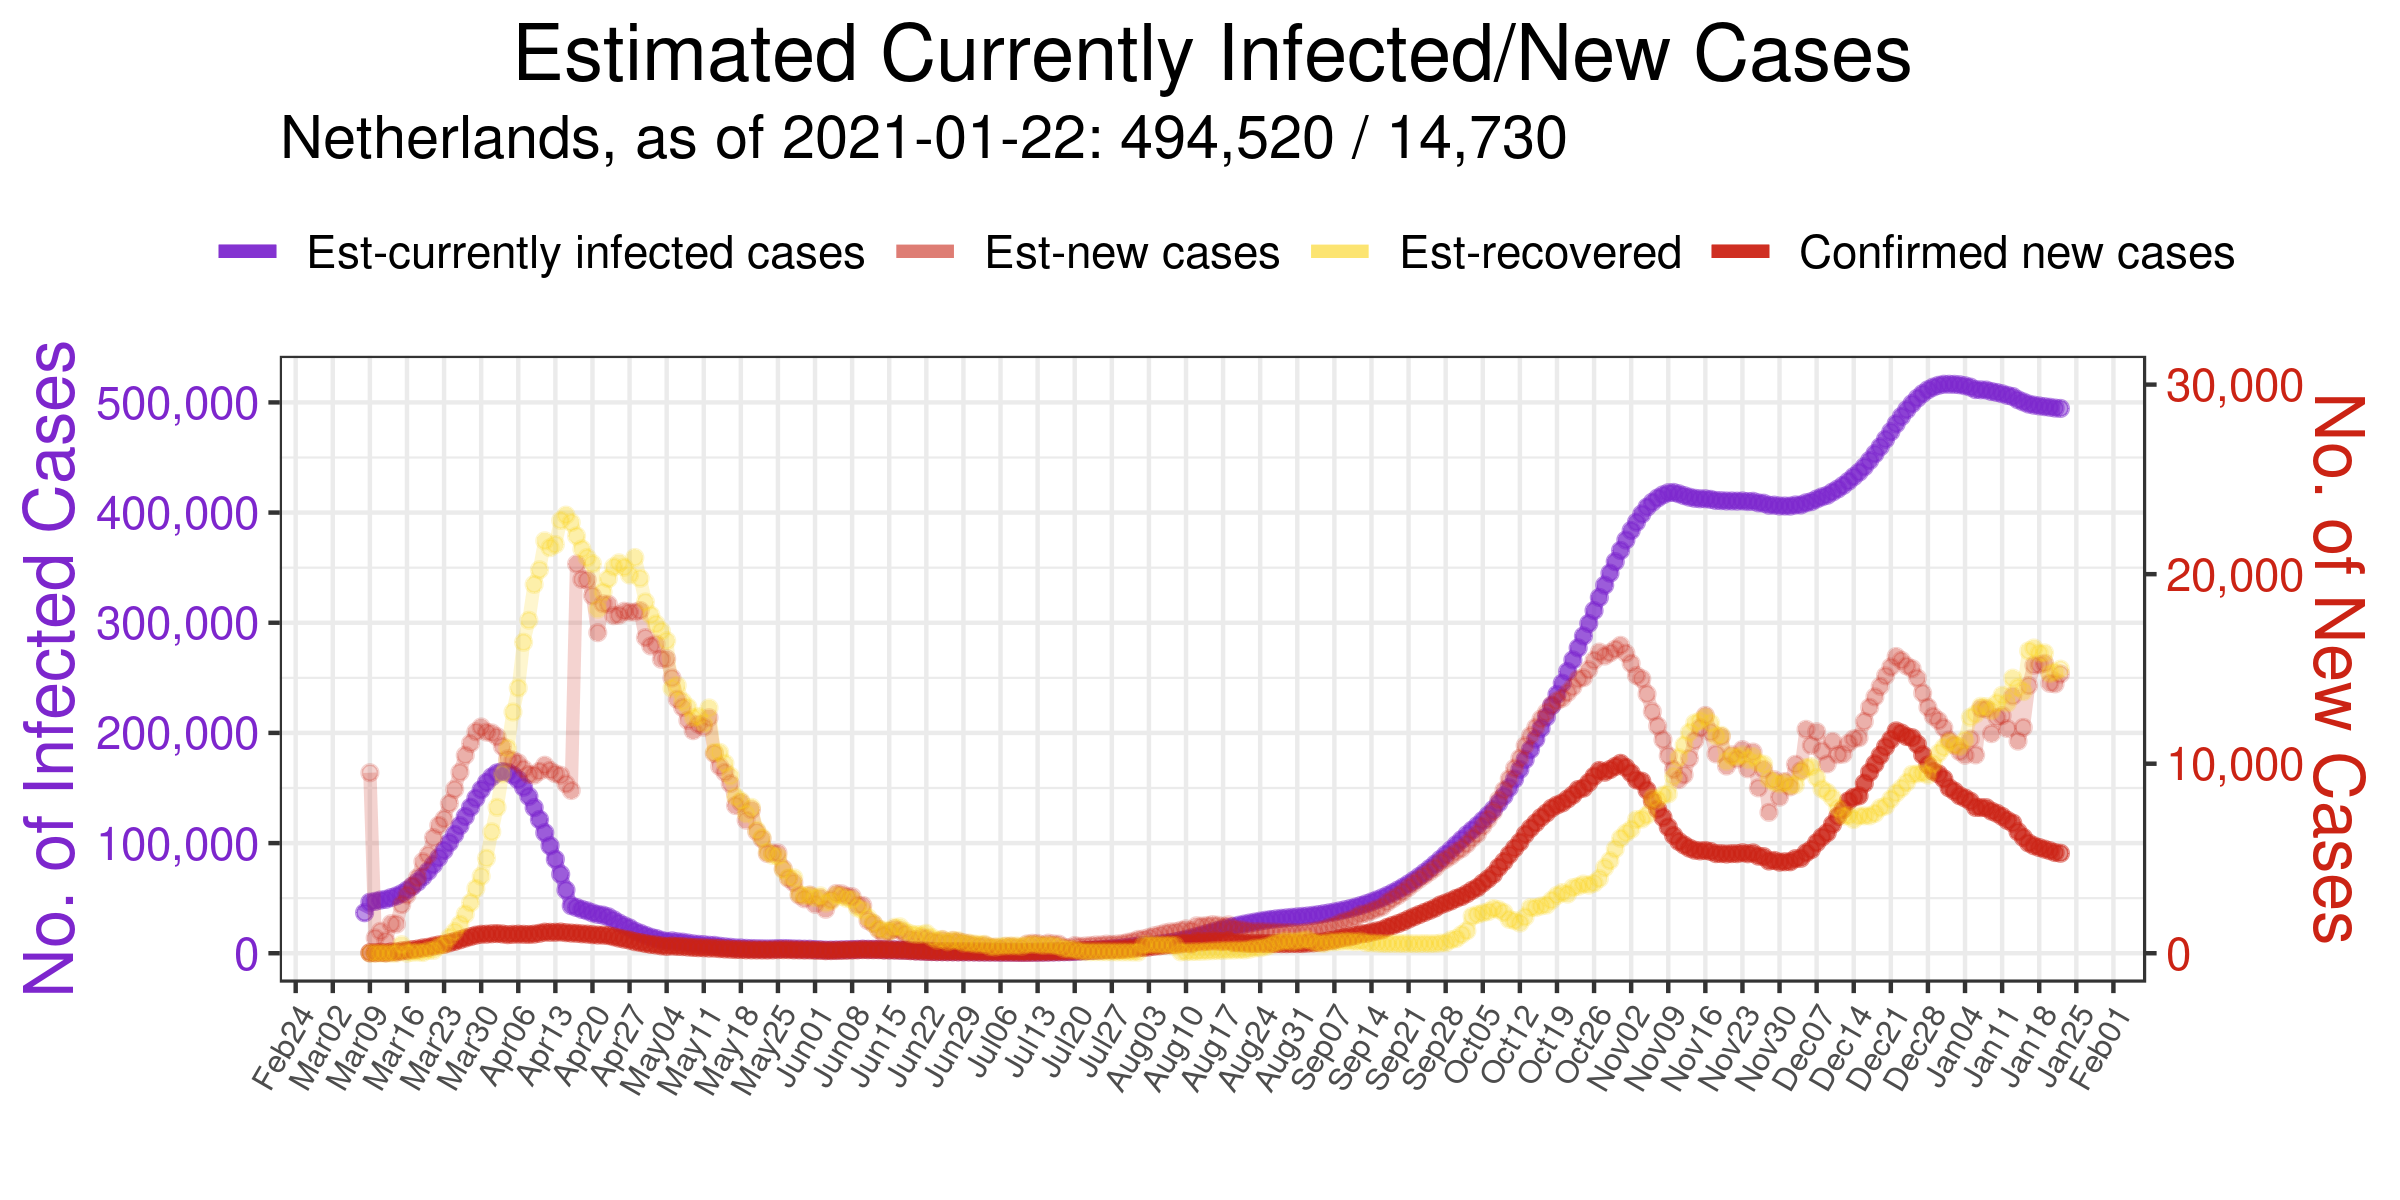 Estimated Currently Infected/New Cases
Netherlands, as of 2021-01-22: 494,520 / 14,730
Est-currently infected cases Est-new cases Est-recovered Confirmed new cases
No. of Infected Cases
500,000
400,000
300,000
200,000
100,000
0
30,000
20,000
10,000
0
No. of New Cases
Feb24 Mar02 Mar09 Mar16 Mar23 Mar30 Apr06 Apr13 Apr20 Apr27 May04 May11 May18 May25 Jun01 Jun08 Jun15 Jun22 Jun29 Jul06 Jul13 Jul20 Jul27 Aug03 Aug10 Aug17 Aug24 Aug31 Sep07 Sep14 Sep21 Sep28 Oct05 Oct12 Oct19 Oct26 Nov02 Nov09 Nov16 Nov23 Nov30 Dec07 Dec14 Dec21 Dec28 Jan04 Jan11 Jan18 Jan25 Feb01